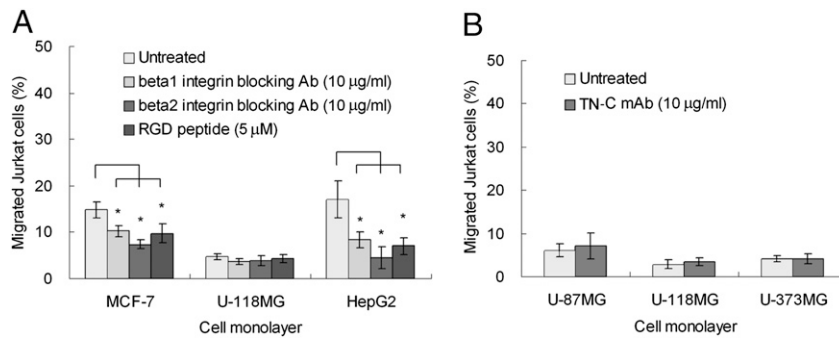 A
Migrated Jurkat cells (%)
50
40
30
20
10
0
Untreated
beta1 integrin blocking Ab (10 μg/ml)
beta2 integrin blocking Ab (10 μg/ml)
RGD peptide (5 μM)
* * *
* * *
MCF-7 U-118MG HepG2
Cell monolayer
B
Migrated Jurkat cells (%)
50
40
30
20
10
0
Untreated
TN-C mAb (10 μg/ml)
U-87MG U-118MG U-373MG
Cell monolayer